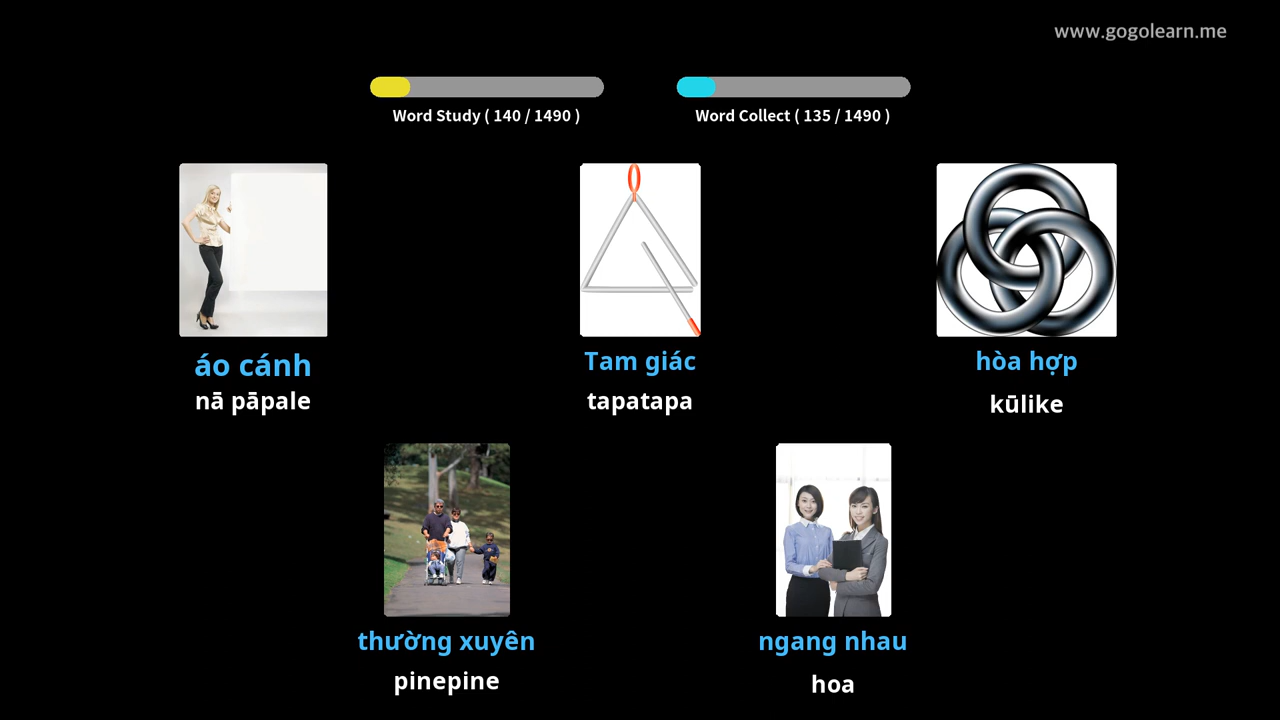 www.gogolearn.me
Word Study ( 140 / 1490 )
Word Collect ( 135 / 1490 )
áo cánh
nā pāpale
Tam giác
tapatapa
hòa hợp
kūlike
thường xuyên
pinepine
ngang nhau
hoa